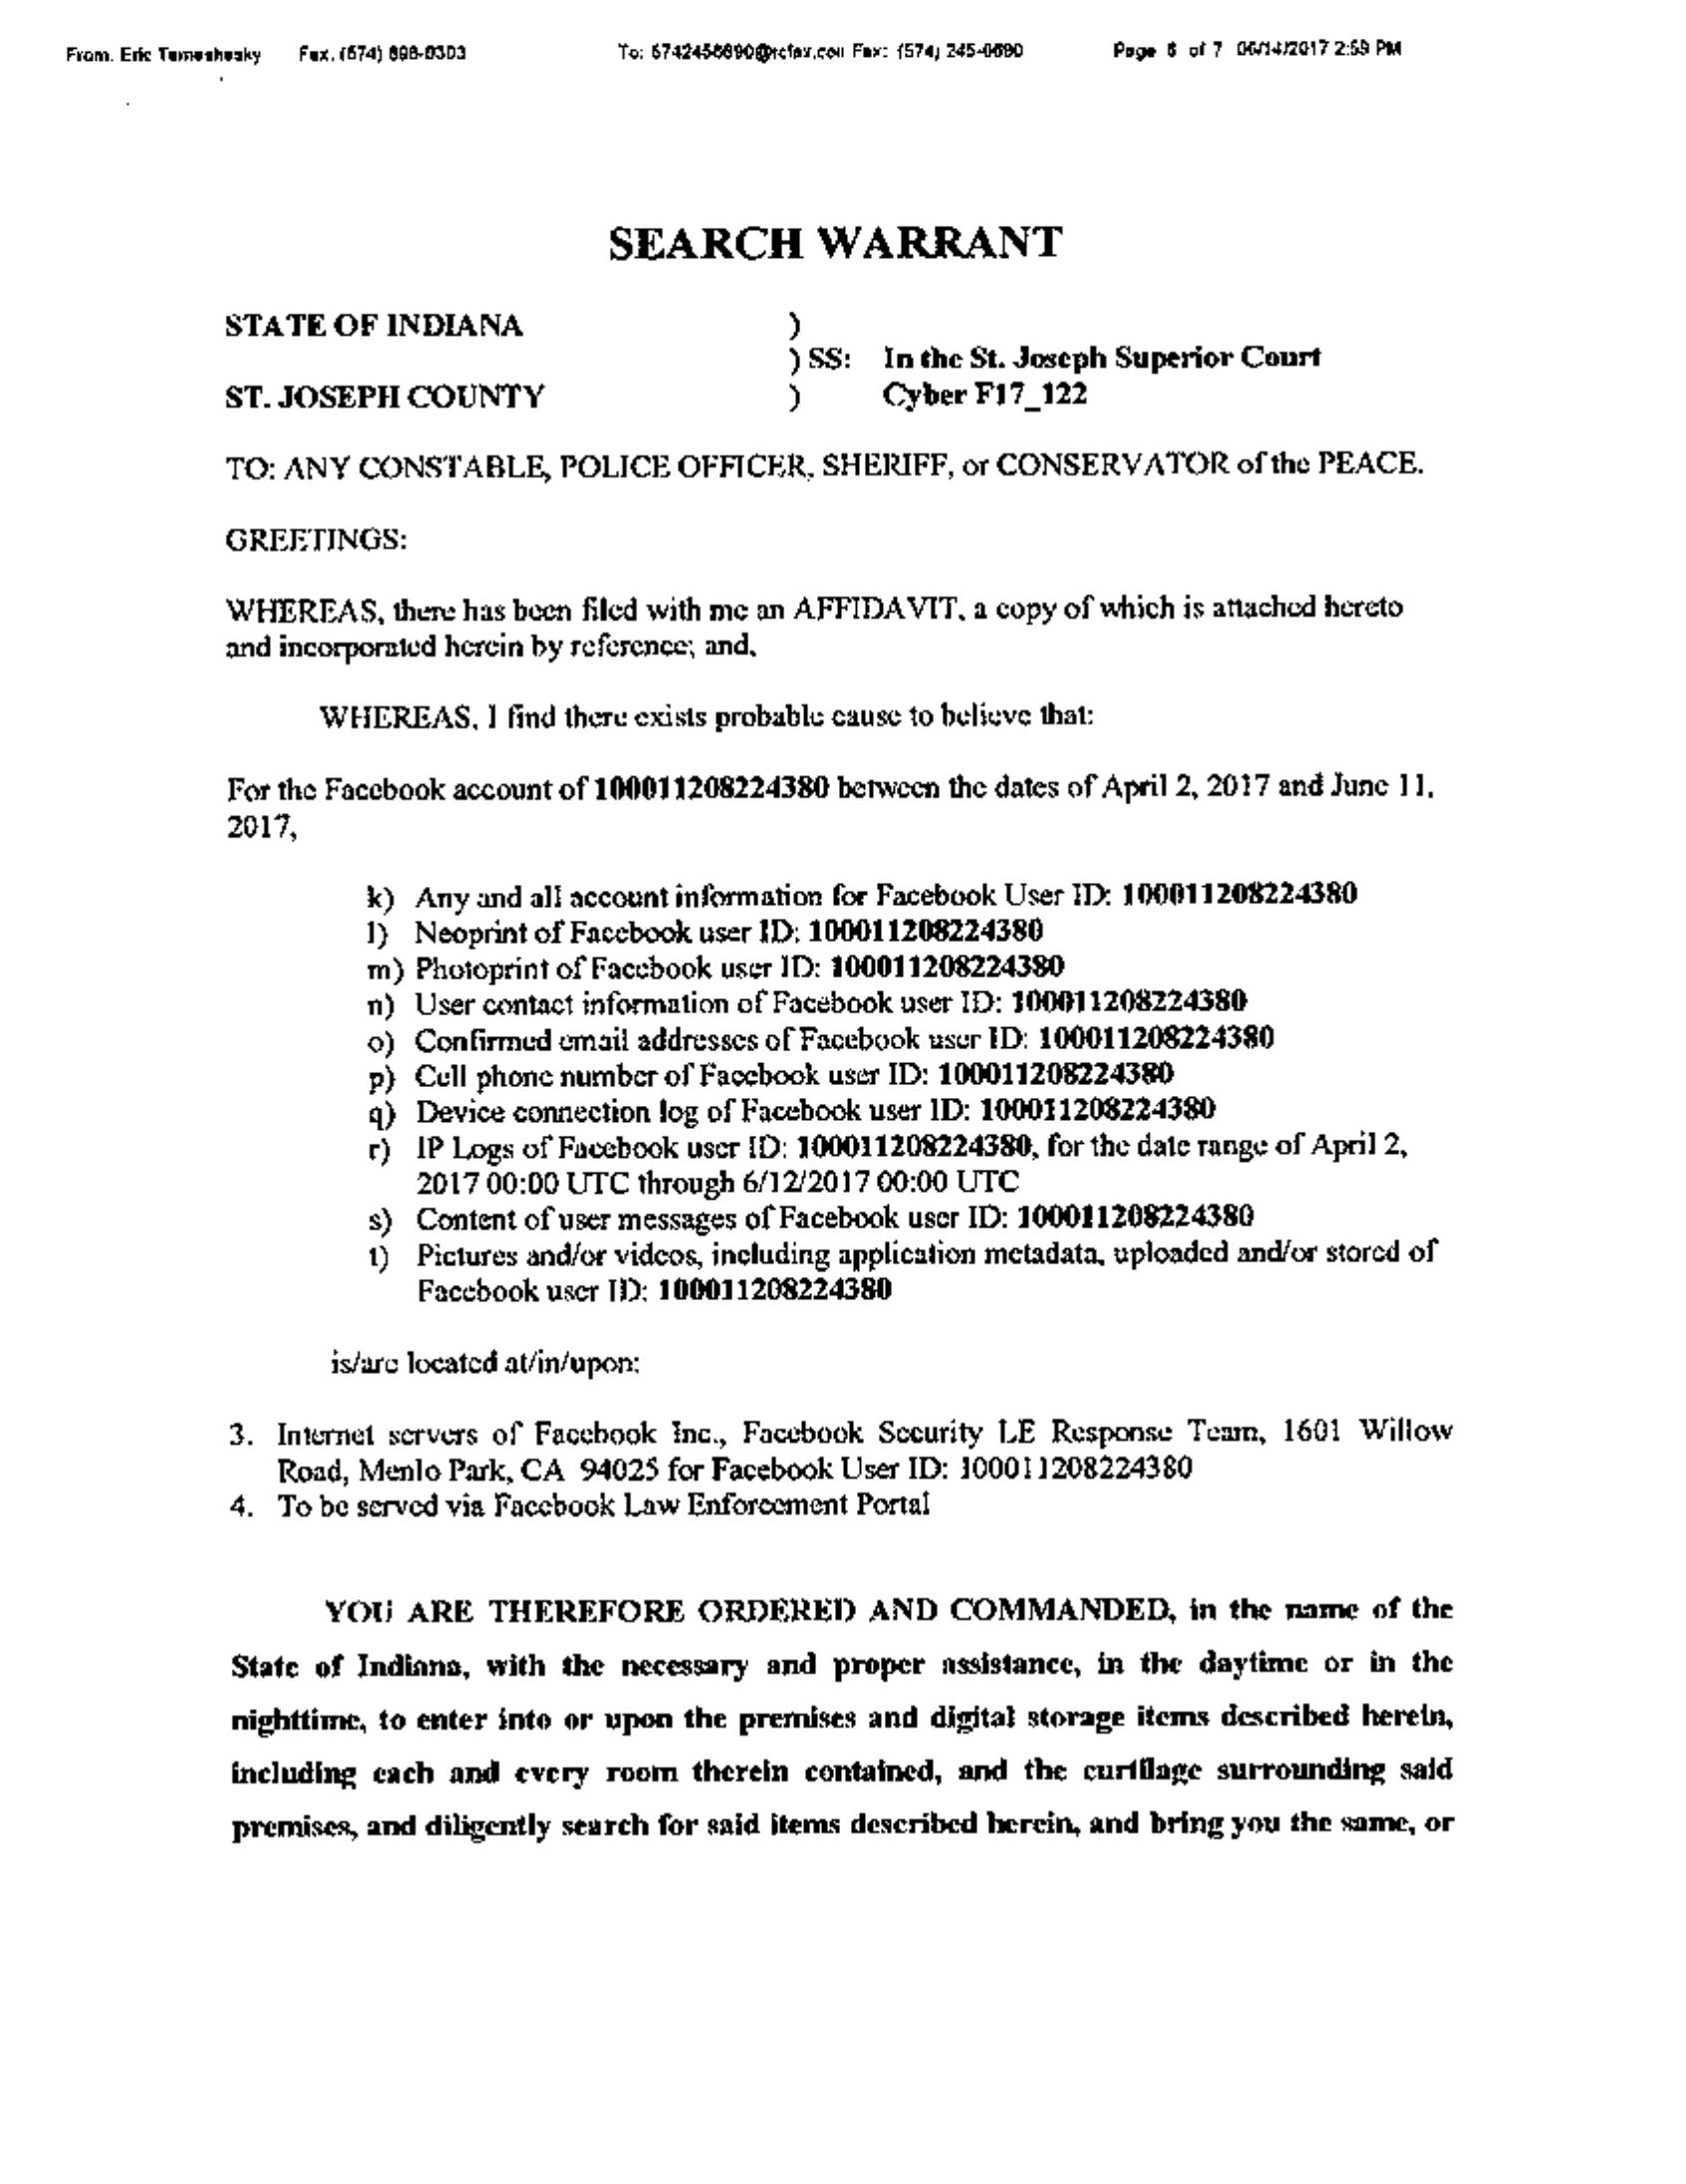 From. Eric Fax. (574)
To: Fax: (574) Page of 7 06/14/2017 2:59 PM
SEARCH WARRANT
STATE OF INDIANA )
) SS: In the St. Joseph Superior Court
ST. JOSEPH COUNTY ) Cyber F17_122
TO: ANY CONSTABLE, POLICE OFFICER, SHERIFF, or CONSERVATOR of the PEACE.
GREETINGS:
WHEREAS, there has been filed with me an AFFIDAVIT, a copy of which is attached hereto
and incorporated herein by reference; and,
WHEREAS, I find there exists probable cause to believe that:
For the Facebook account of 100011208224380 between the dates of April 2, 2017 and June 11,
2017,
k) Any and all account information for Facebook User ID: 100011208224380
l) Neoprint of Facebook user ID: 100011208224380
m) Photoprint of Facebook user ID: 100011208224380
n) User contact information of Facebook user ID: 100011208224380
o) Confirmed email addresses of Facebook user ID: 100011208224380
p) Cell phone number of Facebook user ID: 100011208224380
q) Device connection log of Facebook user ID: 100011208224380
r) IP Logs of Facebook user ID: 100011208224380, for the date range of April 2,
2017 00:00 UTC through 6/12/2017 00:00 UTC
s) Content of user messages of Facebook user ID: 100011208224380
t) Pictures and/or videos, including application metadata, uploaded and/or stored of
Facebook user ID: 100011208224380
is/are located at/in/upon:
3. Internet servers of Facebook Inc., Facebook Security LE Response Team, 1601 Willow
Road, Menlo Park, CA 94025 for Facebook User ID: 100011208224380
4. To be served via Facebook Law Enforcement Portal
YOU ARE THEREFORE ORDERED AND COMMANDED, in the name of the
State of Indiana, with the necessary and proper assistance, in the daytime or in the
nighttime, to enter into or upon the premises and digital storage items described herein,
including each and every room therein contained, and the curtilage surrounding said
premises, and diligently search for said items described herein, and bring you the same, or